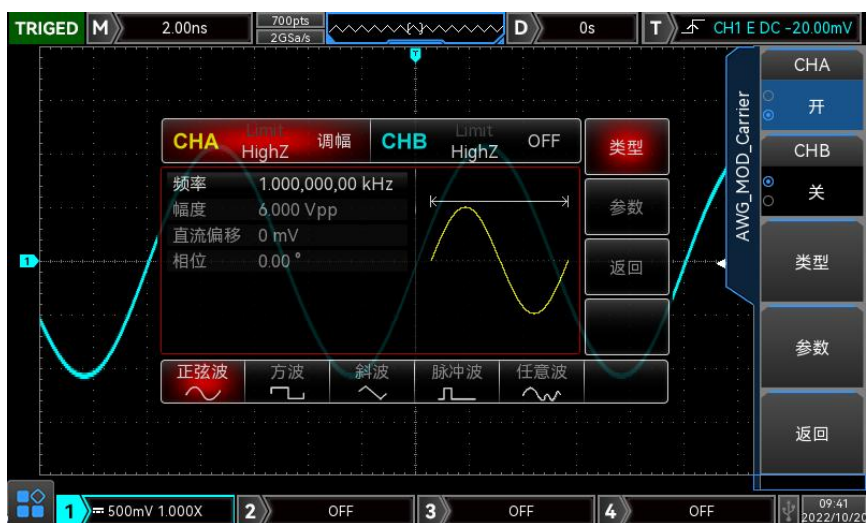 TRIGED M 2.00ns 700pts 2GSa/s D 0s T CH1 E DC -20.00mV
CHA Limit HighZ 调幅 CHB Limit HighZ OFF
频率 1.000,000,00 kHz
幅度 6.000 Vpp
直流偏移 0 mV
相位 0.00 °
类型
参数
返回
正弦波 方波 斜波 脉冲波 任意波
1
AWG_MOD_Carrier
CHA
开
CHB
关
类型
参数
返回
1 500mV 1.000X 2 OFF 3 OFF 4 OFF
09:41
2022/10/29